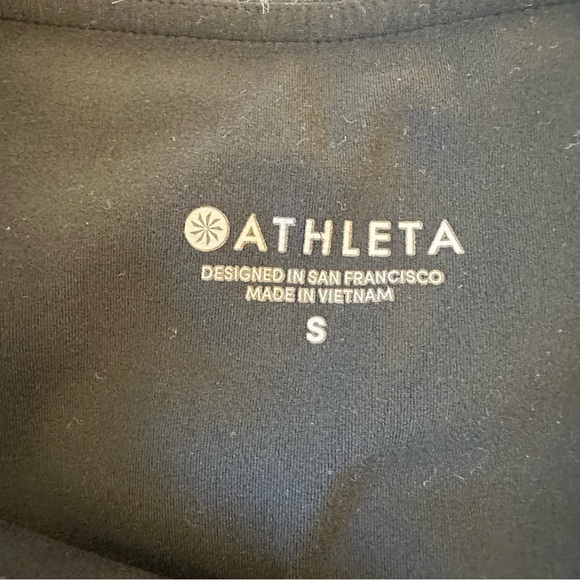 ATHLETA
DESIGNED IN SAN FRANCISCO
MADE IN VIETNAM
S